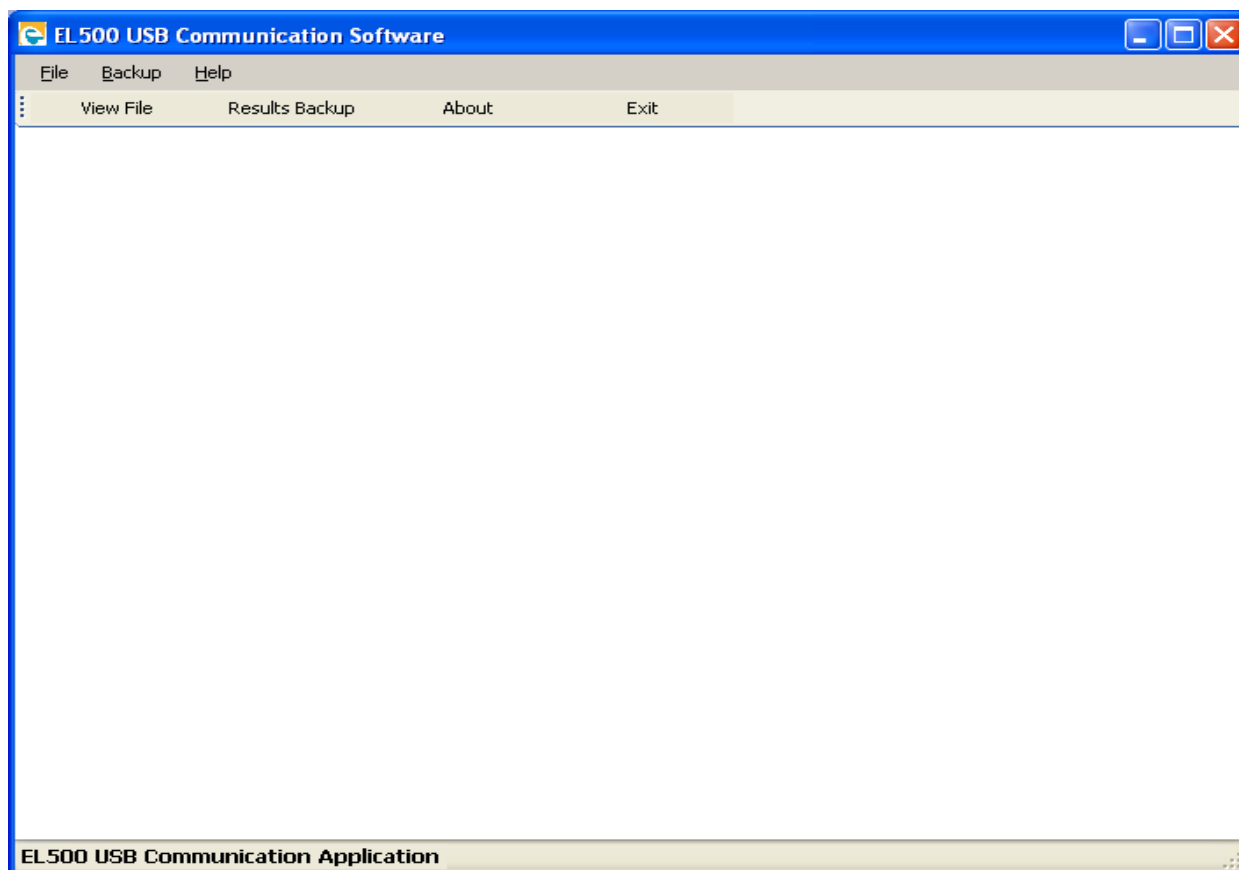 EL500 USB Communication Software
File Backup Help
View File Results Backup About Exit
EL500 USB Communication Application